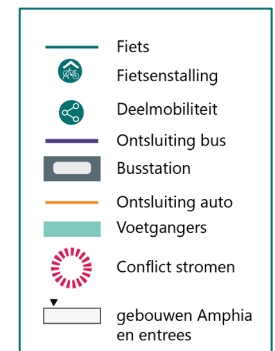 Fiets
Fietsenstalling
Deelmobiliteit
Ontsluiting bus
Busstation
Ontsluiting auto
Voetgangers
Conflict stromen
gebouwen Amphia
en entrees